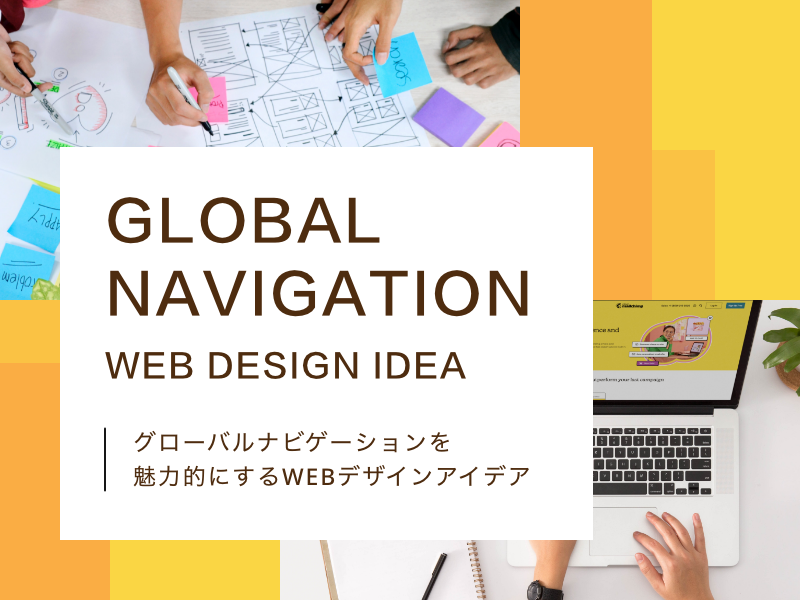 GLOBAL
NAVIGATION
WEB DESIGN IDEA
グローバルナビゲーションを
魅力的にするWEBデザインアイデア